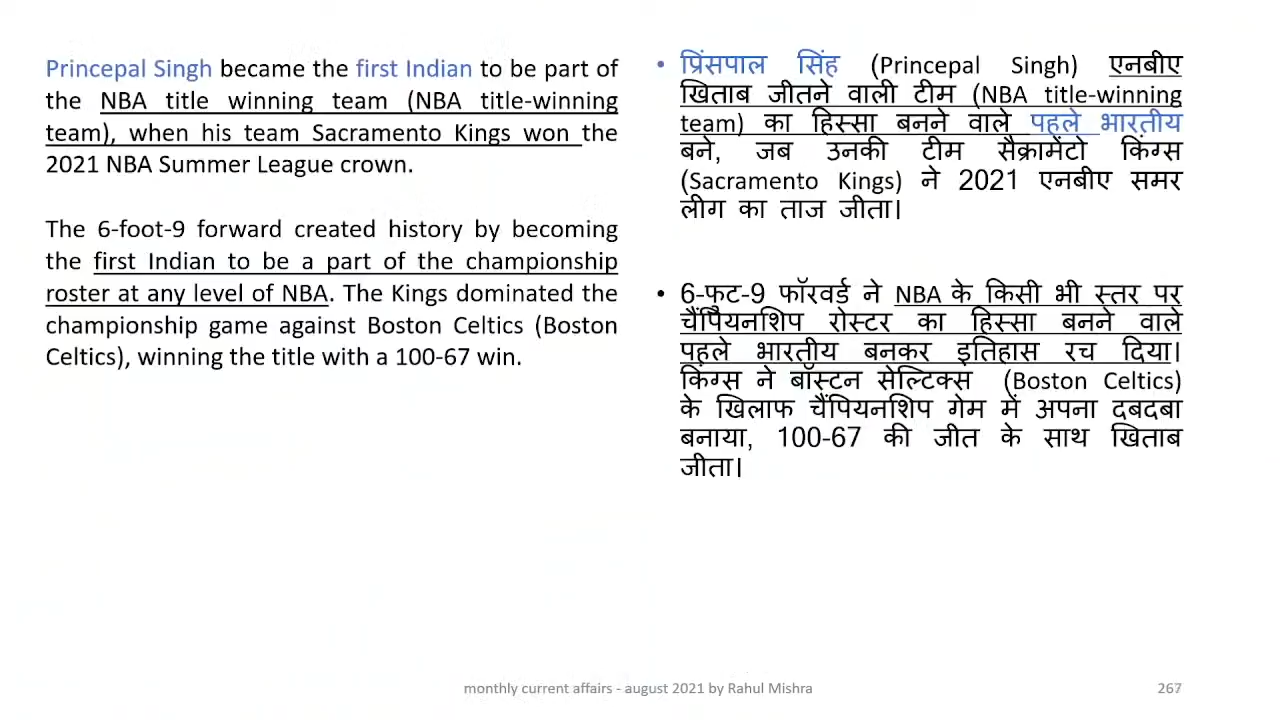 Princepal Singh became the first Indian to be part of
the NBA title winning team (NBA title-winning
team), when his team Sacramento Kings won the
2021 NBA Summer League crown.
The 6-foot-9 forward created history by becoming
the first Indian to be a part of the championship
roster at any level of NBA. The Kings dominated the
championship game against Boston Celtics (Boston
Celtics), winning the title with a 100-67 win.
• प्रिंसपाल सिंह (Princepal Singh) एनबीए
खिताब जीतने वाली टीम (NBA title-winning
team) का हिस्सा बनने वाले पहले भारतीय
बने, जब उनकी टीम सैक्रामेंटो किंग्स
(Sacramento Kings) ने 2021 एनबीए समर
लीग का ताज जीता।
• 6-फुट-9 फॉरवर्ड ने NBA के किसी भी स्तर पर
चैंपियनशिप रोस्टर का हिस्सा बनने वाले
पहले भारतीय बनकर इतिहास रच दिया।
किंग्स ने बॉस्टन सेल्टिक्स (Boston Celtics)
के खिलाफ चैंपियनशिप गेम में अपना दबदबा
बनाया, 100-67 की जीत के साथ खिताब
जीता।
monthly current affairs - august 2021 by Rahul Mishra
267